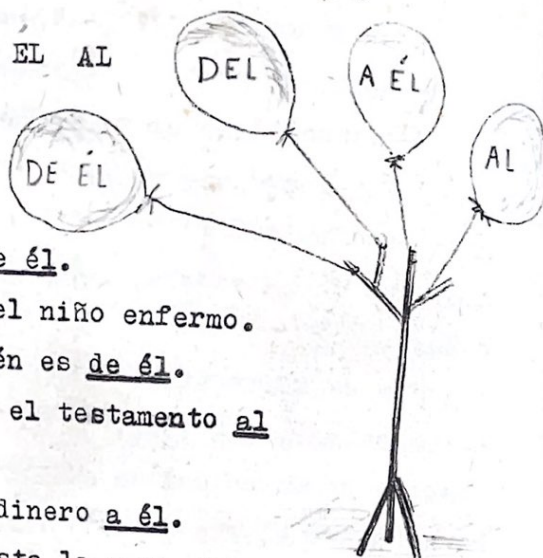 ÉL AL
DEL
A ÉL
DE ÉL
AL
e él.
el niño enfermo.
én es de él.
el testamento al
dinero a él.